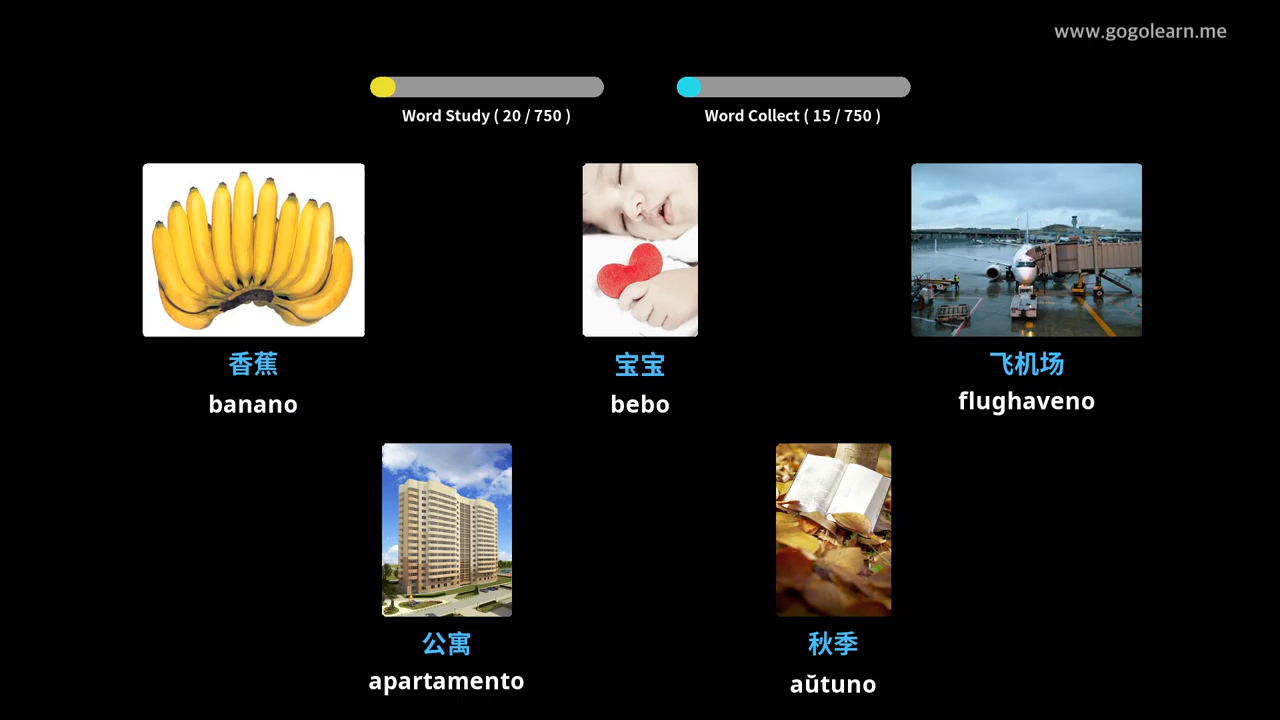 www.gogolearn.me
Word Study ( 20 / 750 )
Word Collect ( 15 / 750 )
香蕉
banano
宝宝
bebo
飞机场
flughaveno
公寓
apartamento
秋季
aŭtuno